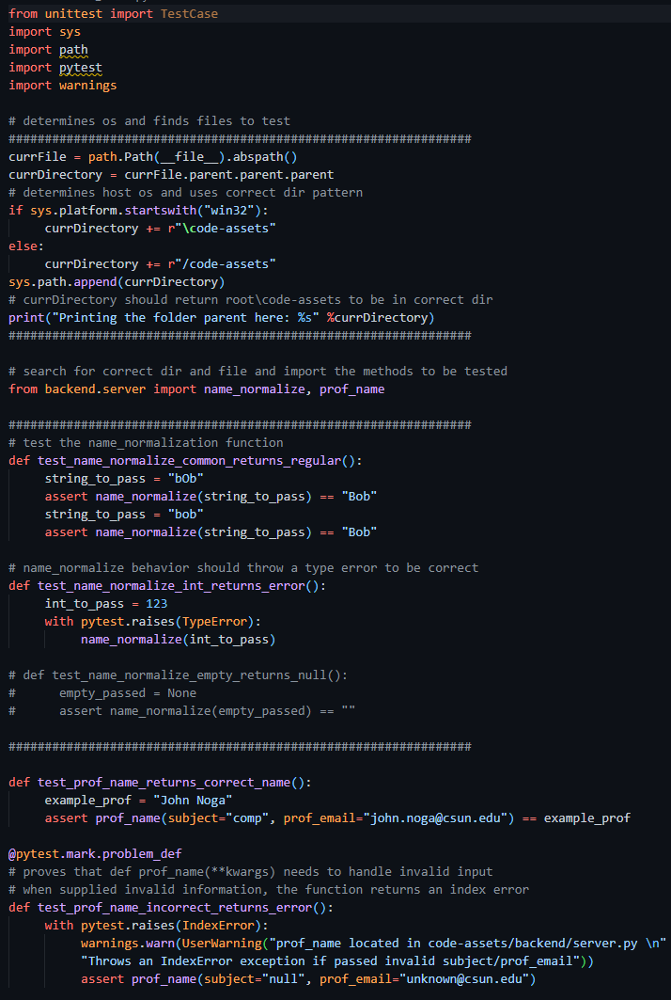 from unittest import TestCase
import sys
import path
import pytest
import warnings

# determines os and finds files to test
################################################################
currFile = path.Path(__file__).abspath()
currDirectory = currFile.parent.parent.parent
# determines host os and uses correct dir pattern
if sys.platform.startswith("win32"):
     currDirectory += r"\code-assets"
else:
     currDirectory += r"/code-assets"
sys.path.append(currDirectory)
# currDirectory should return root\code-assets to be in correct dir
print("Printing the folder parent here: %s" %currDirectory)
################################################################

# search for correct dir and file and import the methods to be tested
from backend.server import name_normalize, prof_name

################################################################
# test the name_normalization function
def test_name_normalize_common_returns_regular():
     string_to_pass = "bOb"
     assert name_normalize(string_to_pass) == "Bob"
     string_to_pass = "bob"
     assert name_normalize(string_to_pass) == "Bob"

# name_normalize behavior should throw a type error to be correct
def test_name_normalize_int_returns_error():
     int_to_pass = 123
     with pytest.raises(TypeError):
          name_normalize(int_to_pass)

# def test_name_normalize_empty_returns_null():
#      empty_passed = None
#      assert name_normalize(empty_passed) == ""

################################################################

def test_prof_name_returns_correct_name():
     example_prof = "John Noga"
     assert prof_name(subject="comp", prof_email="john.noga@csun.edu") == example_prof

@pytest.mark.problem_def
# proves that def prof_name(**kwargs) needs to handle invalid input
# when supplied invalid information, the function returns an index error
def test_prof_name_incorrect_returns_error():
     with pytest.raises(IndexError):
          warnings.warn(UserWarning("prof_name located in code-assets/backend/server.py \n"
          "Throws an IndexError exception if passed invalid subject/prof_email"))
          assert prof_name(subject="null", prof_email="unknown@csun.edu")